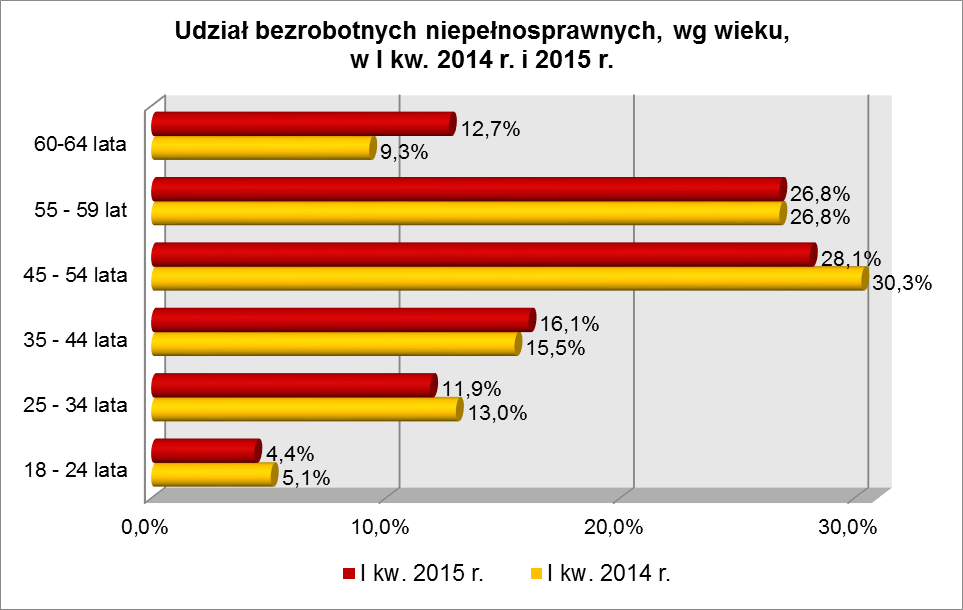 Udział bezrobotnych niepełnosprawnych, wg wieku,
w I kw. 2014 r. i 2015 r.
60-64 lata
12,7%
9,3%
55 - 59 lat
26,8%
26,8%
45 - 54 lata
28,1%
30,3%
35 - 44 lata
16,1%
15,5%
25 - 34 lata
11,9%
13,0%
18 - 24 lata
4,4%
5,1%
0,0% 10,0% 20,0% 30,0%
I kw. 2015 r. I kw. 2014 r.